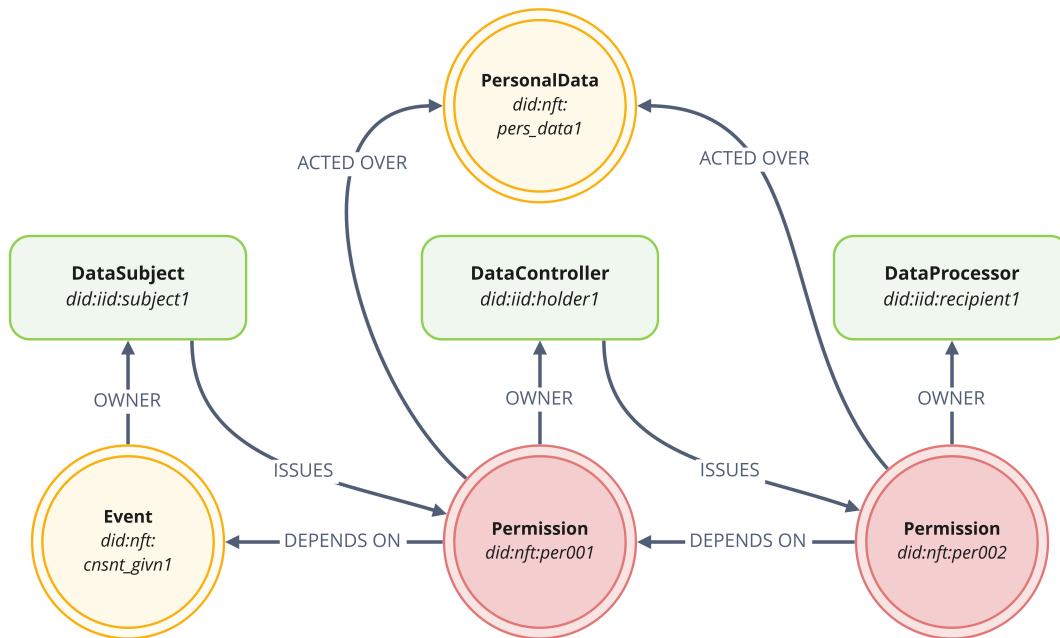 PersonalData
did:nft:
pers_data1
ACTED OVER
ACTED OVER
DataSubject
did:iid:subject1
DataController
did:iid:holder1
DataProcessor
did:iid:recipient1
OWNER
OWNER
OWNER
ISSUES
ISSUES
Event
did:nft:
cnsnt_givn1
DEPENDS ON
Permission
did:nft:per001
DEPENDS ON
Permission
did:nft:per002